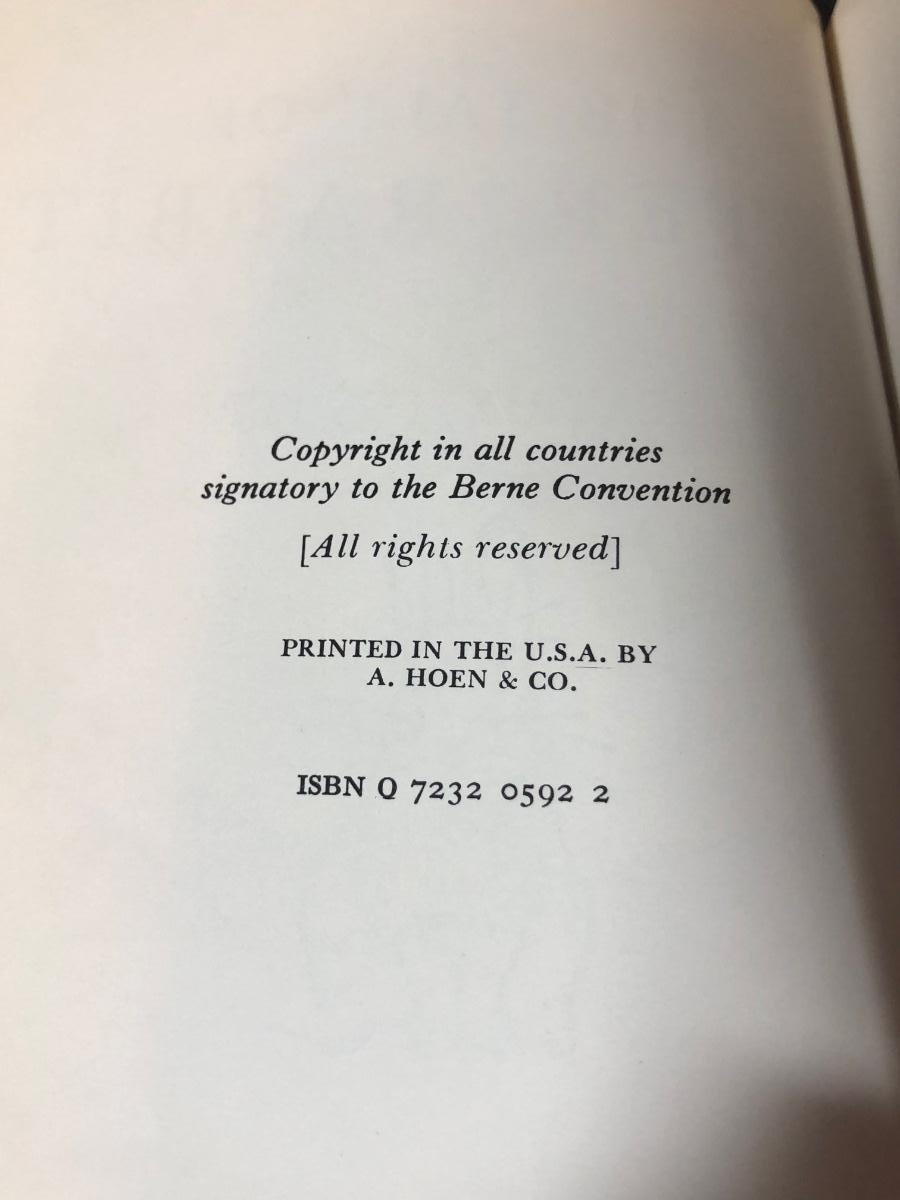 Copyright in all countries
signatory to the Berne Convention
[All rights reserved]
PRINTED IN THE U.S.A. BY
A. HOEN & CO.
ISBN Q 7232 0592 2